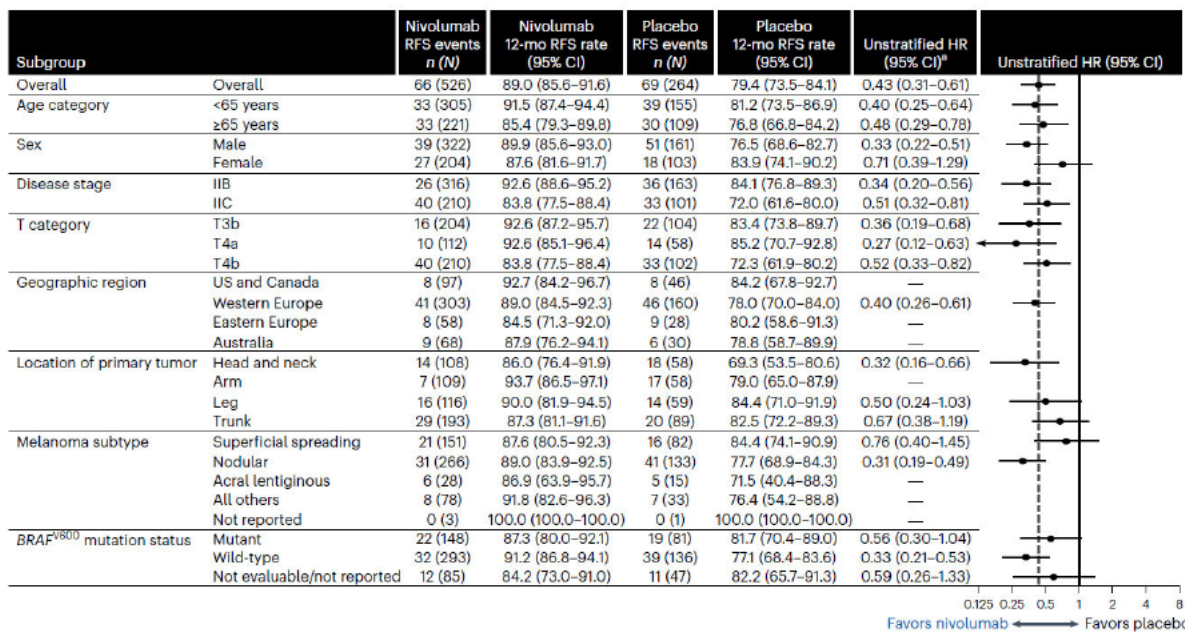 Subgroup Nivolumab RFS events n (N) Nivolumab 12-mo RFS rate (95% CI) Placebo RFS events n (N) Placebo 12-mo RFS rate (95% CI) Unstratified HR (95% CI)ᵃ Unstratified HR (95% CI)
Overall Overall 66 (526) 89.0 (85.6–91.6) 69 (264) 79.4 (73.5–84.1) 0.43 (0.31–0.61)
Age category <65 years 33 (305) 91.5 (87.4–94.4) 39 (155) 81.2 (73.5–86.9) 0.40 (0.25–0.64)
≥65 years 33 (221) 85.4 (79.3–89.8) 30 (109) 76.8 (66.8–84.2) 0.48 (0.29–0.78)
Sex Male 39 (322) 89.9 (85.6–93.0) 51 (161) 76.5 (68.6–82.7) 0.33 (0.22–0.51)
Female 27 (204) 87.6 (81.6–91.7) 18 (103) 83.9 (74.1–90.2) 0.71 (0.39–1.29)
Disease stage IIB 26 (316) 92.6 (88.6–95.2) 36 (163) 84.1 (76.8–89.3) 0.34 (0.20–0.56)
IIC 40 (210) 83.8 (77.5–88.4) 33 (101) 72.0 (61.6–80.0) 0.51 (0.32–0.81)
T category T3b 16 (204) 92.6 (87.2–95.7) 22 (104) 83.4 (73.8–89.7) 0.36 (0.19–0.68)
T4a 10 (112) 92.6 (85.1–96.4) 14 (58) 85.2 (70.7–92.8) 0.27 (0.12–0.63)
T4b 40 (210) 83.8 (77.5–88.4) 33 (102) 72.3 (61.9–80.2) 0.52 (0.33–0.82)
Geographic region US and Canada 8 (97) 92.7 (84.2–96.7) 8 (46) 84.2 (67.8–92.7) —
Western Europe 41 (303) 89.0 (84.5–92.3) 46 (160) 78.0 (70.0–84.0) 0.40 (0.26–0.61)
Eastern Europe 8 (58) 84.5 (71.3–92.0) 9 (28) 80.2 (58.6–91.3) —
Australia 9 (68) 87.9 (76.2–94.1) 6 (30) 78.8 (58.7–89.9) —
Location of primary tumor Head and neck 14 (108) 86.0 (76.4–91.9) 18 (58) 69.3 (53.5–80.6) 0.32 (0.16–0.66)
Arm 7 (109) 93.7 (86.5–97.1) 17 (58) 79.0 (65.0–87.9) —
Leg 16 (116) 90.0 (81.9–94.5) 14 (59) 84.4 (71.0–91.9) 0.50 (0.24–1.03)
Trunk 29 (193) 87.3 (81.1–91.6) 20 (89) 82.5 (72.2–89.3) 0.67 (0.38–1.19)
Melanoma subtype Superficial spreading 21 (151) 87.6 (80.5–92.3) 16 (82) 84.4 (74.1–90.9) 0.76 (0.40–1.45)
Nodular 31 (266) 89.0 (83.9–92.5) 41 (133) 77.7 (68.9–84.3) 0.31 (0.19–0.49)
Acral lentiginous 6 (28) 86.9 (63.9–95.7) 5 (15) 71.5 (40.4–88.3) —
All others 8 (78) 91.8 (82.6–96.3) 7 (33) 76.4 (54.2–88.8) —
Not reported 0 (3) 100.0 (100.0–100.0) 0 (1) 100.0 (100.0–100.0) —
BRAFⱽ⁶⁰⁰ mutation status Mutant 22 (148) 87.3 (80.0–92.1) 19 (81) 81.7 (70.4–89.0) 0.56 (0.30–1.04)
Wild-type 32 (293) 91.2 (86.8–94.1) 39 (136) 77.1 (68.4–83.6) 0.33 (0.21–0.53)
Not evaluable/not reported 12 (85) 84.2 (73.0–91.0) 11 (47) 82.2 (65.7–91.3) 0.59 (0.26–1.33)
0.125 0.25 0.5 1 2 4 8
Favors nivolumab Favors placebo